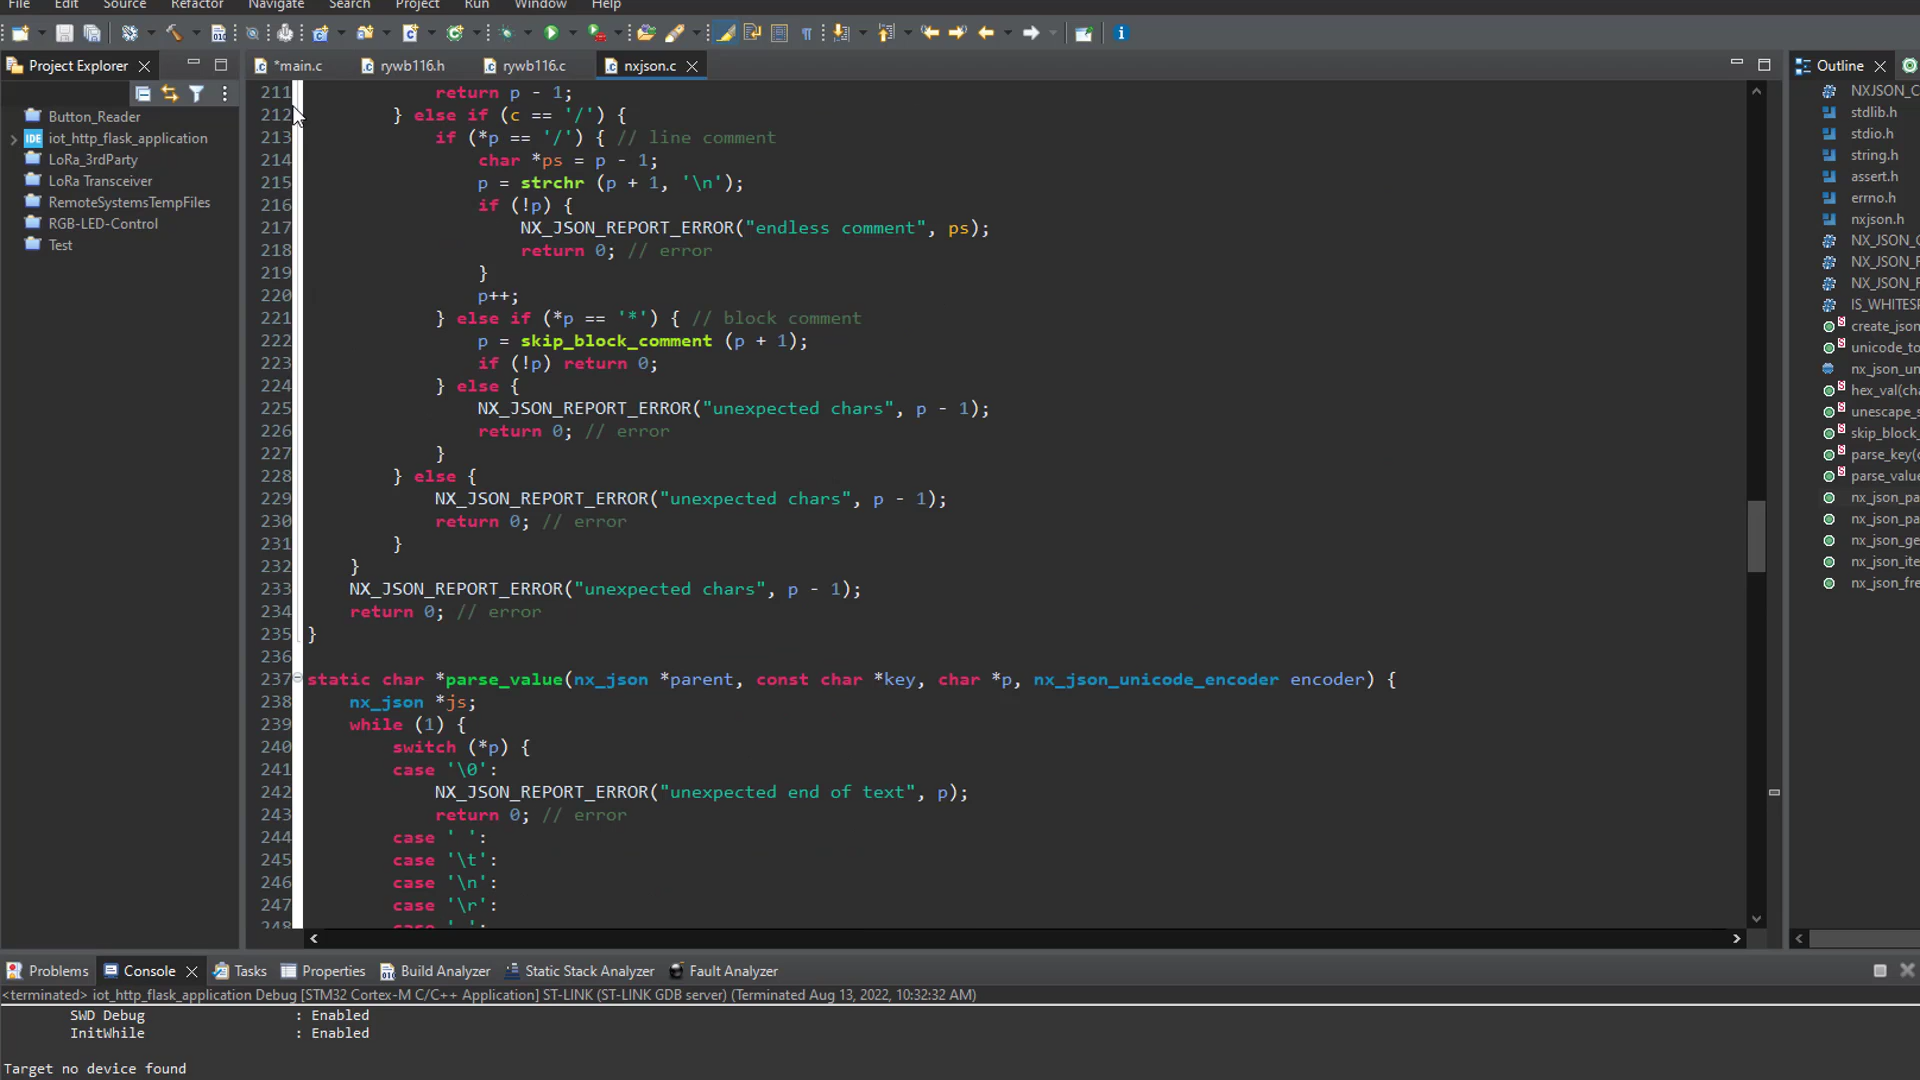 File Edit Source Refactor Navigate Search Project Run Window Help
Project Explorer
*main.c rywb116.h rywb116.c nxjson.c
Outline
Button_Reader
iot_http_flask_application
LoRa_3rdParty
LoRa Transceiver
RemoteSystemsTempFiles
RGB-LED-Control
Test
211 return p - 1;
212 } else if (c == '/') {
213 if (*p == '/') { // line comment
214 char *ps = p - 1;
215 p = strchr (p + 1, '\n');
216 if (!p) {
217 NX_JSON_REPORT_ERROR("endless comment", ps);
218 return 0; // error
219 }
220 p++;
221 } else if (*p == '*') { // block comment
222 p = skip_block_comment (p + 1);
223 if (!p) return 0;
224 } else {
225 NX_JSON_REPORT_ERROR("unexpected chars", p - 1);
226 return 0; // error
227 }
228 } else {
229 NX_JSON_REPORT_ERROR("unexpected chars", p - 1);
230 return 0; // error
231 }
232 }
233 NX_JSON_REPORT_ERROR("unexpected chars", p - 1);
234 return 0; // error
235 }
236
237 static char *parse_value(nx_json *parent, const char *key, char *p, nx_json_unicode_encoder encoder) {
238 nx_json *js;
239 while (1) {
240 switch (*p) {
241 case '\0':
242 NX_JSON_REPORT_ERROR("unexpected end of text", p);
243 return 0; // error
244 case ' ':
245 case '\t':
246 case '\n':
247 case '\r':
248
NXJSON_C
stdlib.h
stdio.h
string.h
assert.h
errno.h
nxjson.h
NX_JSON_C
NX_JSON_F
NX_JSON_F
IS_WHITESP
create_json
unicode_to
nx_json_un
hex_val(cha
unescape_s
skip_block_
parse_key(c
parse_value
nx_json_pa
nx_json_pa
nx_json_ge
nx_json_ite
nx_json_fre
Problems Console Tasks Properties Build Analyzer Static Stack Analyzer Fault Analyzer
<terminated> iot_http_flask_application Debug [STM32 Cortex-M C/C++ Application] ST-LINK (ST-LINK GDB server) (Terminated Aug 13, 2022, 10:32:32 AM)
SWD Debug : Enabled
InitWhile : Enabled
Target no device found